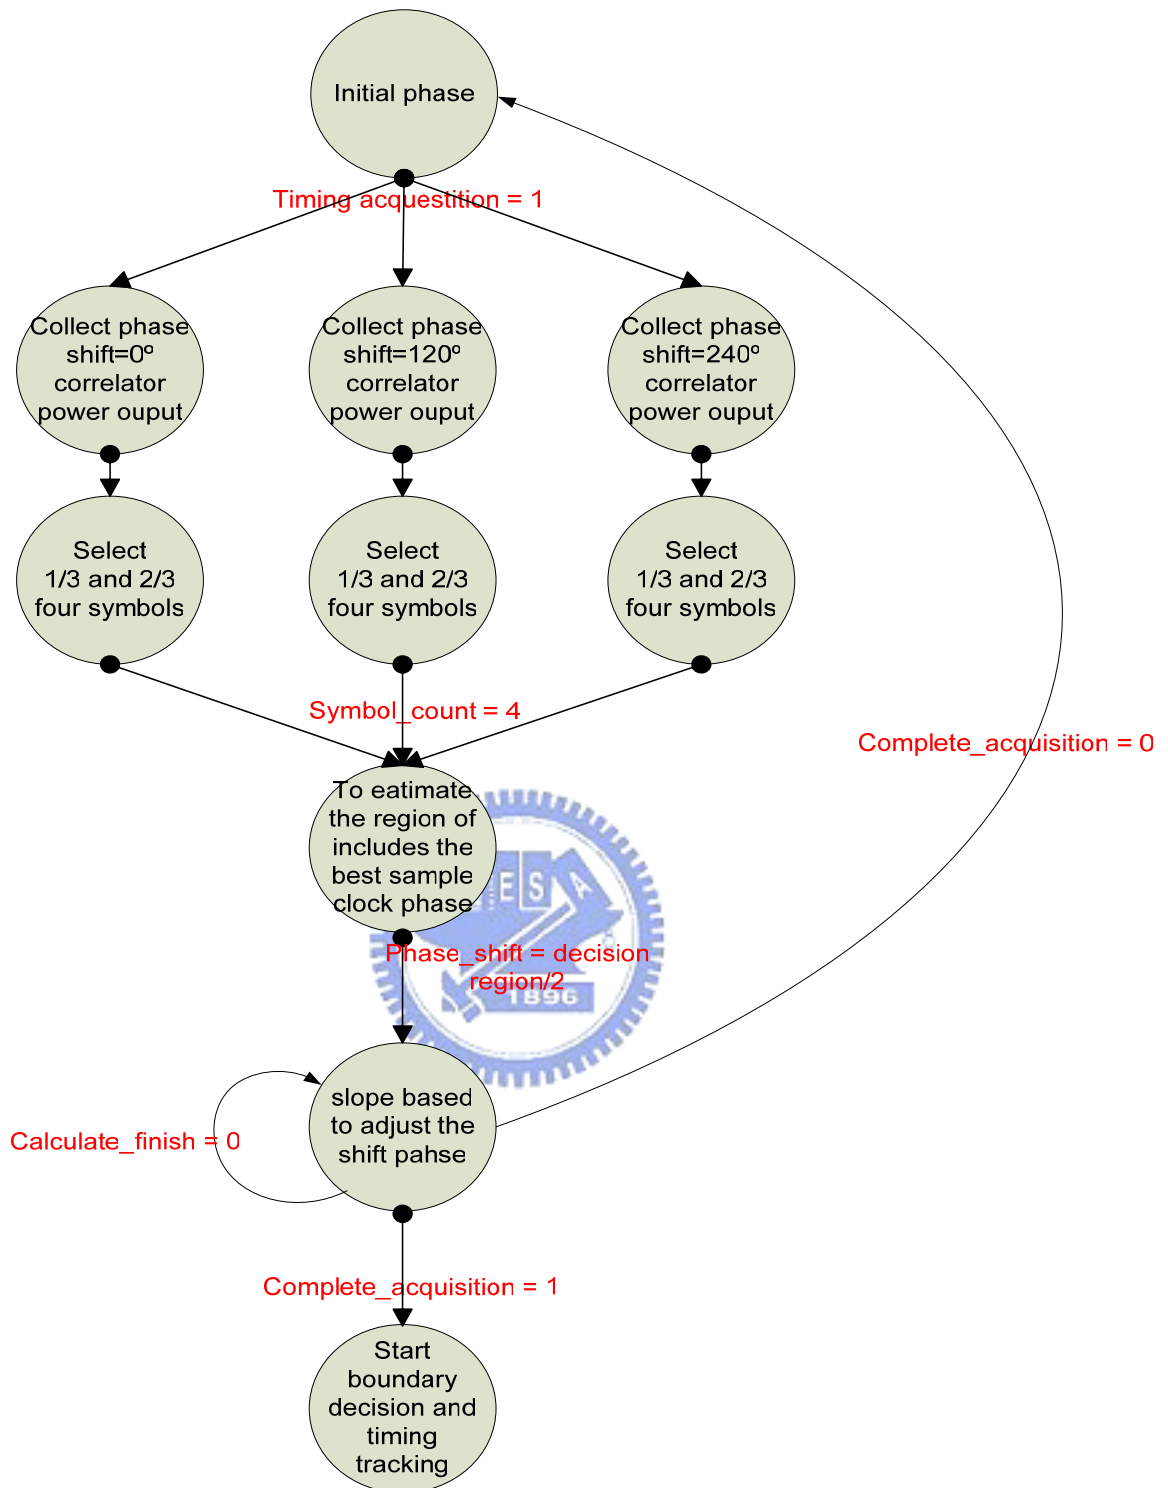 Initial phase
Timing acquestition = 1
Collect phase
shift=0º
correlator
power ouput
Collect phase
shift=120º
correlator
power ouput
Collect phase
shift=240º
correlator
power ouput
Select
1/3 and 2/3
four symbols
Select
1/3 and 2/3
four symbols
Select
1/3 and 2/3
four symbols
Symbol_count = 4
Complete_acquisition = 0
To eatimate
the region of
includes the
best sample
clock phase
E S A
Phase_shift = decision
region/2
1896
slope based
to adjust the
shift pahse
Calculate_finish = 0
Complete_acquisition = 1
Start
boundary
decision and
timing
tracking